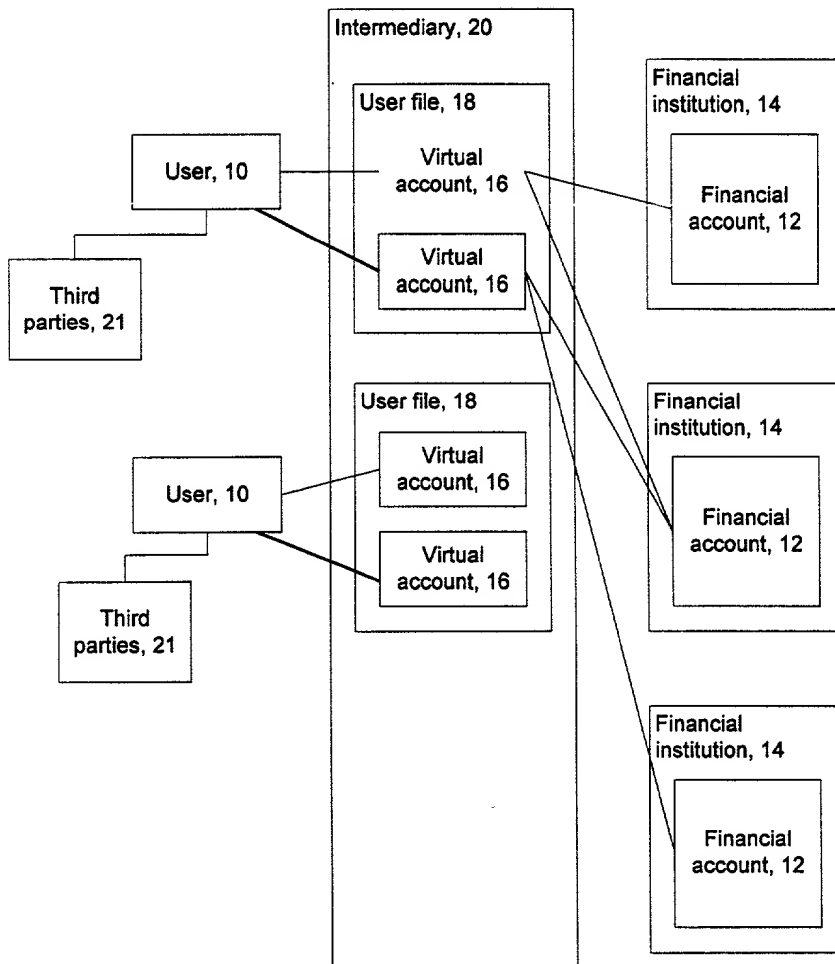 Intermediary, 20
User file, 18
Virtual
account, 16
Virtual
account, 16
User, 10
Third
parties, 21
Financial
institution, 14
Financial
account, 12
User file, 18
Virtual
account, 16
Virtual
account, 16
User, 10
Third
parties, 21
Financial
institution, 14
Financial
account, 12
Financial
institution, 14
Financial
account, 12